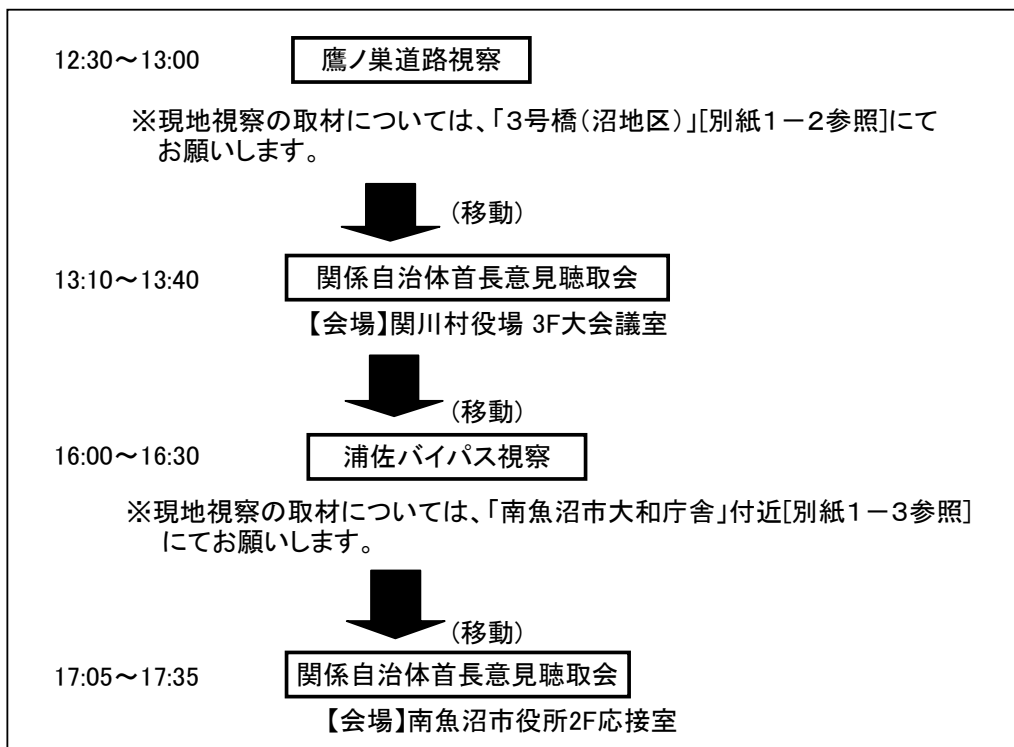 12:30～13:00 鷹ノ巣道路視察
※現地視察の取材については、「３号橋（沼地区）」[別紙１－２参照]にて
お願いします。
（移動）
13:10～13:40 関係自治体首長意見聴取会
【会場】関川村役場 3F大会議室
（移動）
16:00～16:30 浦佐バイパス視察
※現地視察の取材については、「南魚沼市大和庁舎」付近[別紙１－３参照]
にてお願いします。
（移動）
17:05～17:35 関係自治体首長意見聴取会
【会場】南魚沼市役所2F応接室